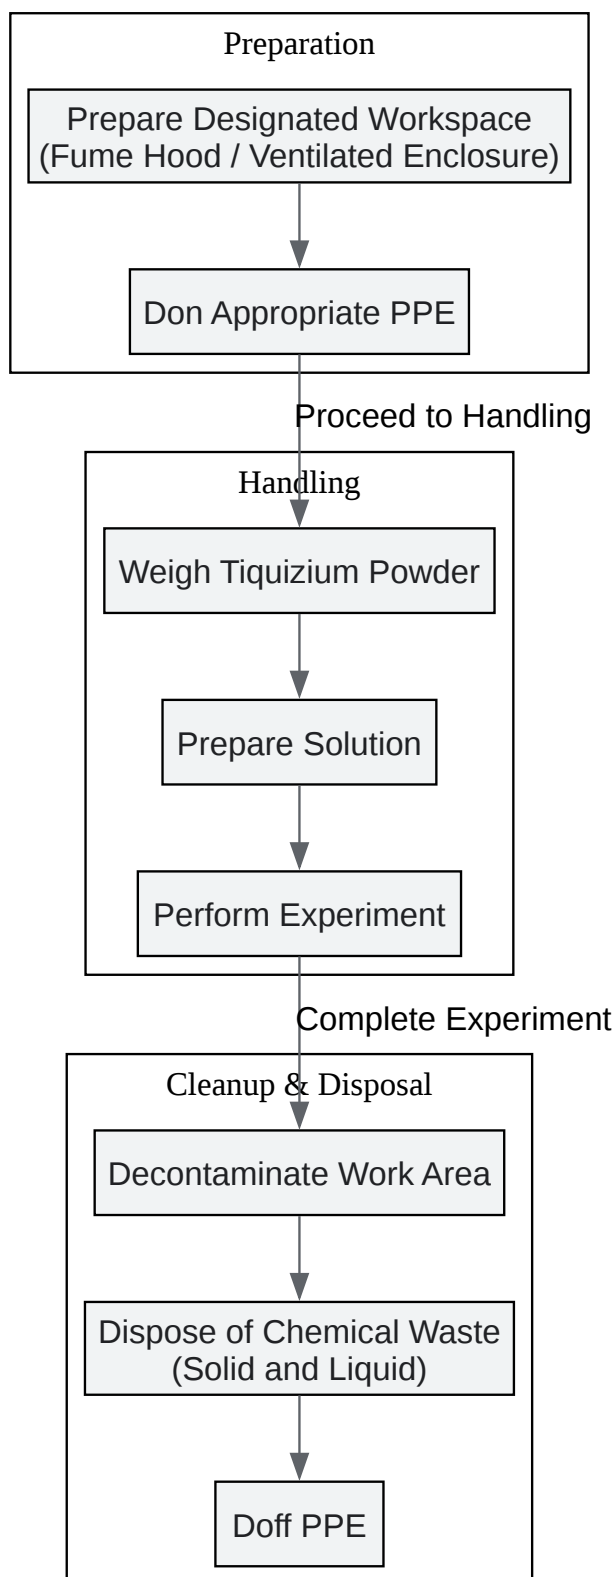 Preparation
Prepare Designated Workspace
(Fume Hood / Ventilated Enclosure)
Don Appropriate PPE
Proceed to Handling
Handling
Weigh Tiquizium Powder
Prepare Solution
Perform Experiment
Complete Experiment
Cleanup & Disposal
Decontaminate Work Area
Dispose of Chemical Waste
(Solid and Liquid)
Doff PPE